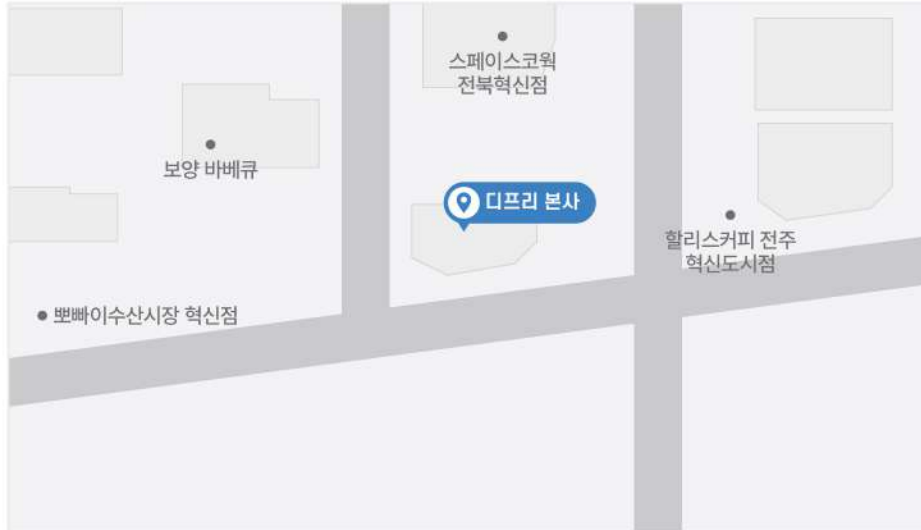 스페이스코웍
전북혁신점
보양 바베큐
디프리 본사
할리스커피 전주
혁신도시점
뽀빠이수산시장 혁신점